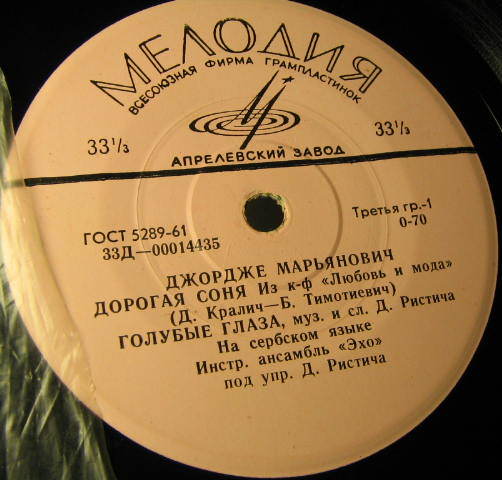 МЕЛОДИЯ
ВСЕСОЮЗНАЯ ФИРМА ГРАМПЛАСТИНОК
33⅓
33⅓
АПРЕЛЕВСКИЙ ЗАВОД
ГОСТ 5289-61
Третья гр.-1
33Д—00014435
0-70
ДЖОРДЖЕ МАРЬЯНОВИЧ
ДОРОГАЯ СОНЯ Из к-ф «Любовь и мода»
(Д. Кралич—Б. Тимотиевич)
ГОЛУБЫЕ ГЛАЗА, муз. и сл. Д. Ристича
На сербском языке
Инстр. ансамбль «Эхо»
под упр. Д. Ристича